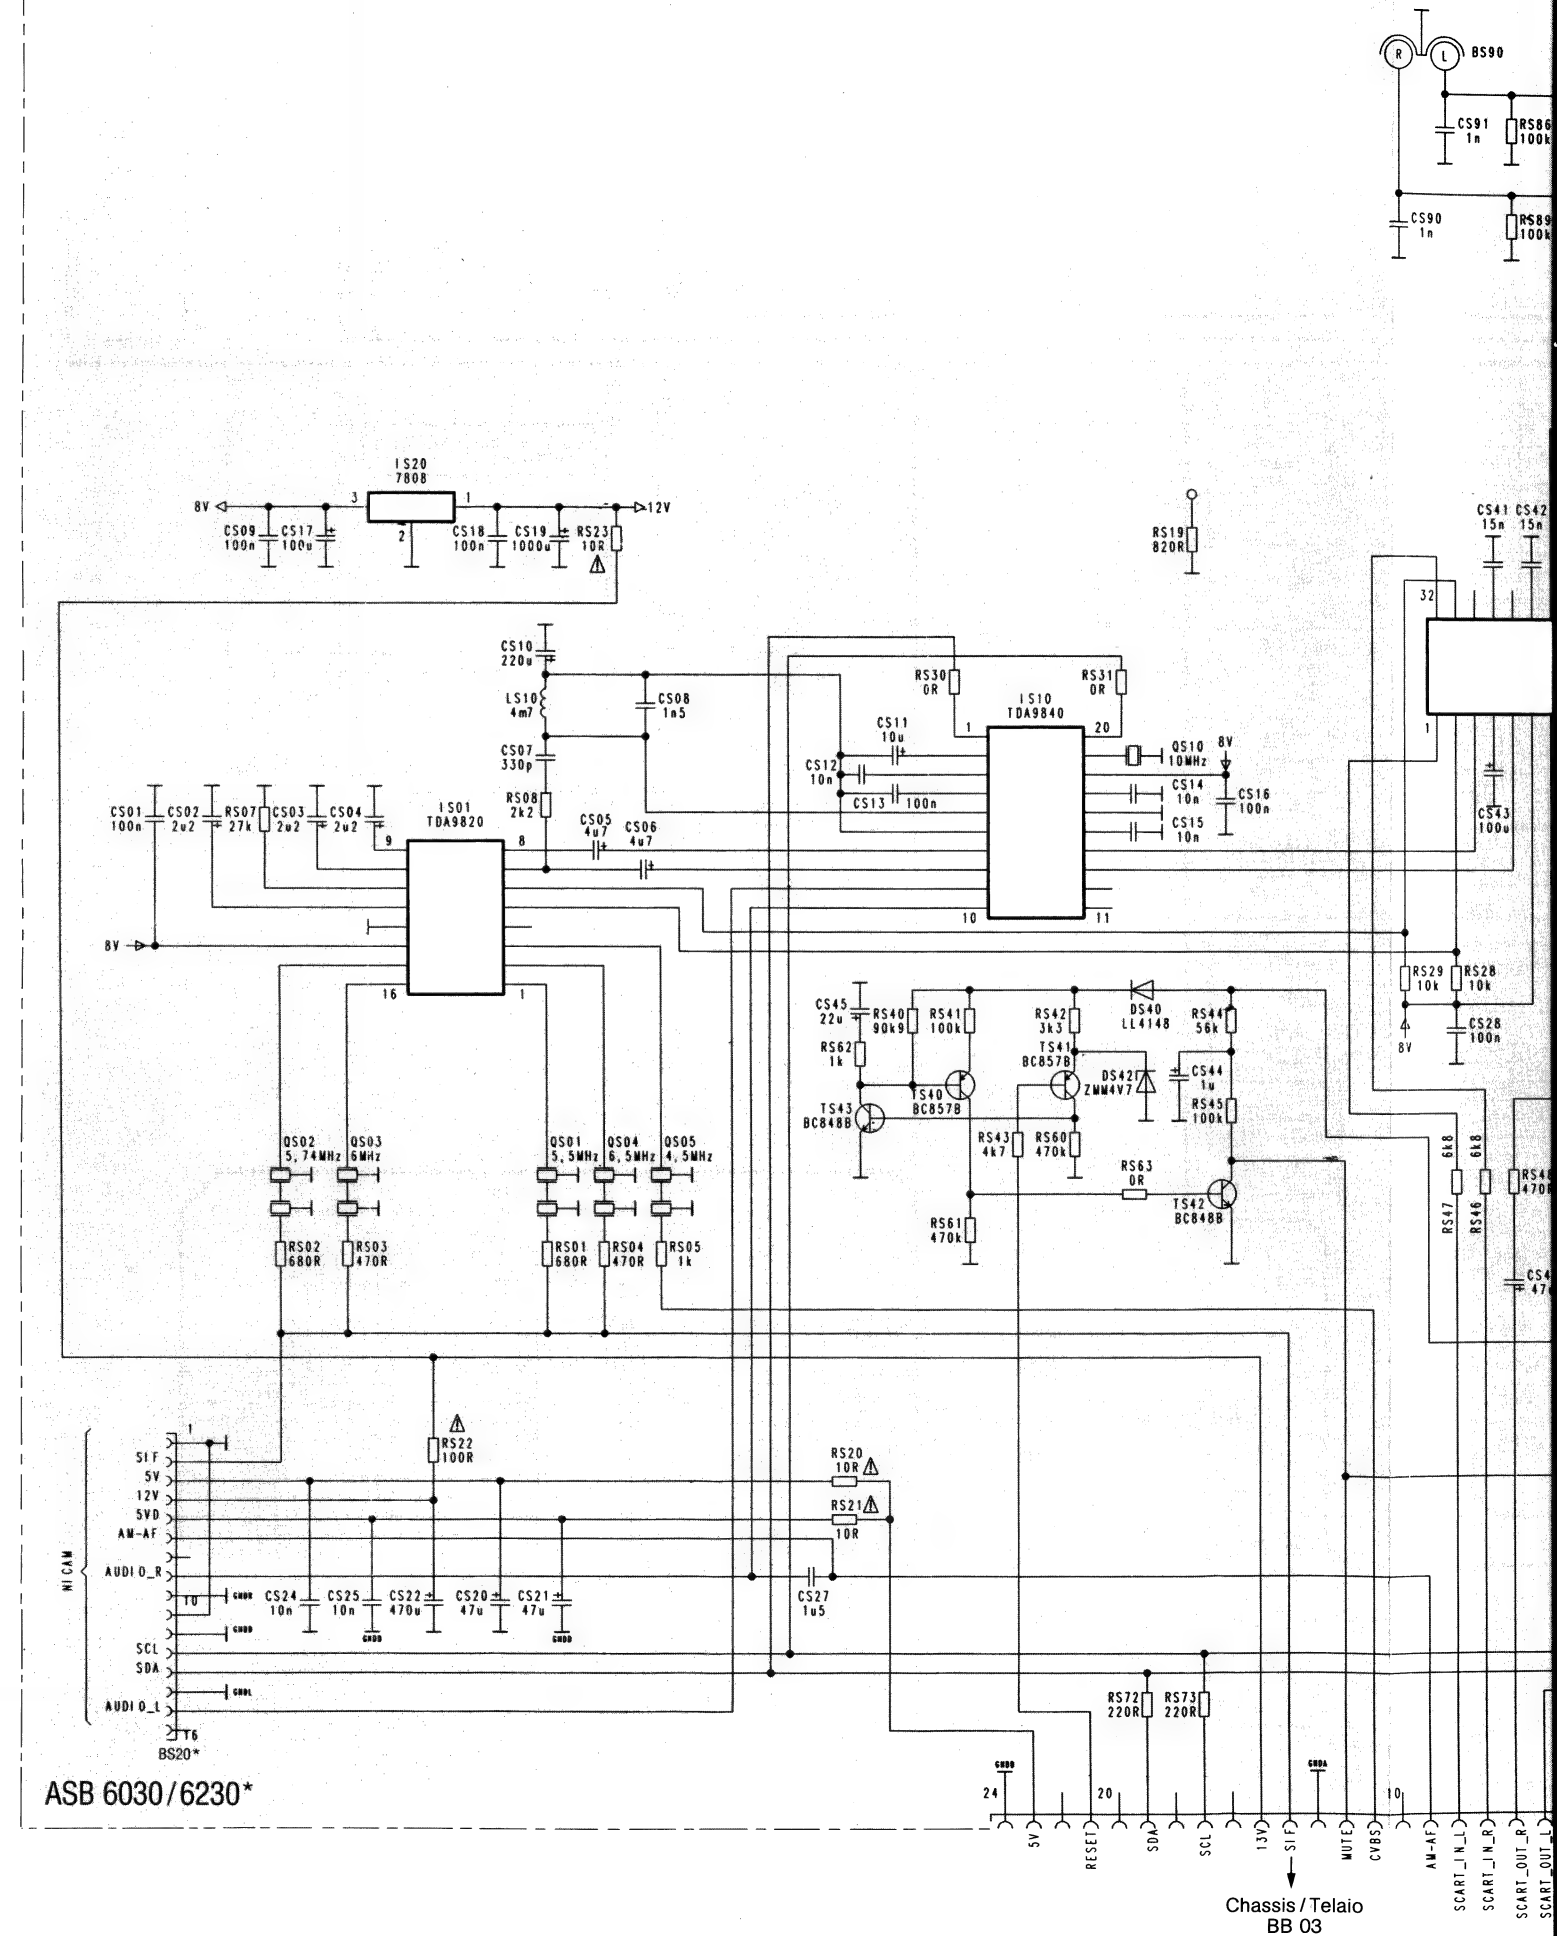 R
L
BS90
CS91
1n
RS86
100k
CS90
1n
RS89
100k
IS20
7808
8V
3
1
12V
2
CS09
100n
CS17
100u
CS18
100n
CS19
1000u
RS23
10R
RS19
820R
CS41
15n
CS42
15n
32
1
CS43
100u
CS10
220u
LS10
4m7
CS08
1n5
CS07
330p
RS08
2k2
RS30
0R
RS31
0R
IS10
TDA9840
1
20
10
11
CS11
10u
CS12
10n
CS13
100n
QS10
10MHz
8V
CS14
10n
CS16
100n
CS15
10n
CS01
100n
CS02
2u2
RS07
27k
CS03
2u2
CS04
2u2
IS01
TDA9820
9
8
16
1
CS05
4u7
CS06
4u7
8V
RS29
10k
RS28
10k
CS28
100n
8V
CS45
22u
RS40
90k9
RS41
100k
RS42
3k3
DS40
LL4148
RS44
56k
RS62
1k
TS41
BC857B
TS40
BC857B
DS42
ZMM4V7
CS44
1u
TS43
BC848B
RS45
100k
RS43
4k7
RS60
470k
RS63
0R
TS42
BC848B
RS61
470k
6k8
RS47
6k8
RS46
QS02
5,74MHz
QS03
6MHz
QS01
5,5MHz
QS04
6,5MHz
QS05
4,5MHz
RS02
680R
RS03
470R
RS01
680R
RS04
470R
RS05
1k
RS22
100R
RS20
10R
RS21
10R
CS27
1u5
NICAM
1
SIF
5V
12V
5VD
AM-AF
AUDIO_R
10
SCL
SDA
AUDIO_L
16
BS20*
GNDD
GNDL
CS24
10n
CS25
10n
CS22
470u
CS20
47u
CS21
47u
GNDD
GNDD
RS72
220R
RS73
220R
GNDD
GNDA
24
20
10
5V
RESET
SDA
SCL
13V
SIF
MUTE
CVBS
AM-AF
SCART_IN_L
SCART_IN_R
SCART_OUT_R
SCART_OUT_L
ASB 6030/6230*
Chassis/Telaio
BB 03